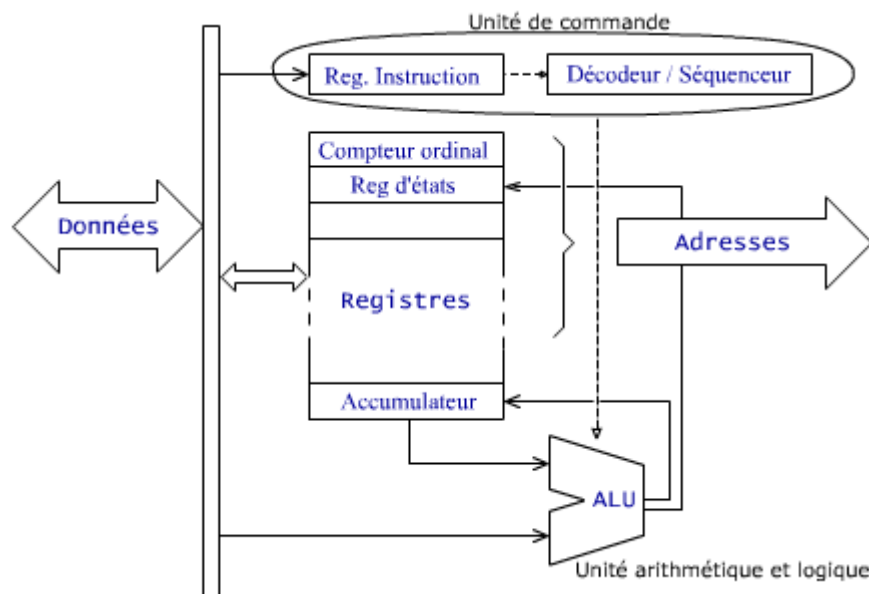 Unité de commande
Reg. Instruction
Décodeur / Séquenceur
Compteur ordinal
Reg d'états
Données
Adresses
Registres
Accumulateur
ALU
Unité arithmétique et logique